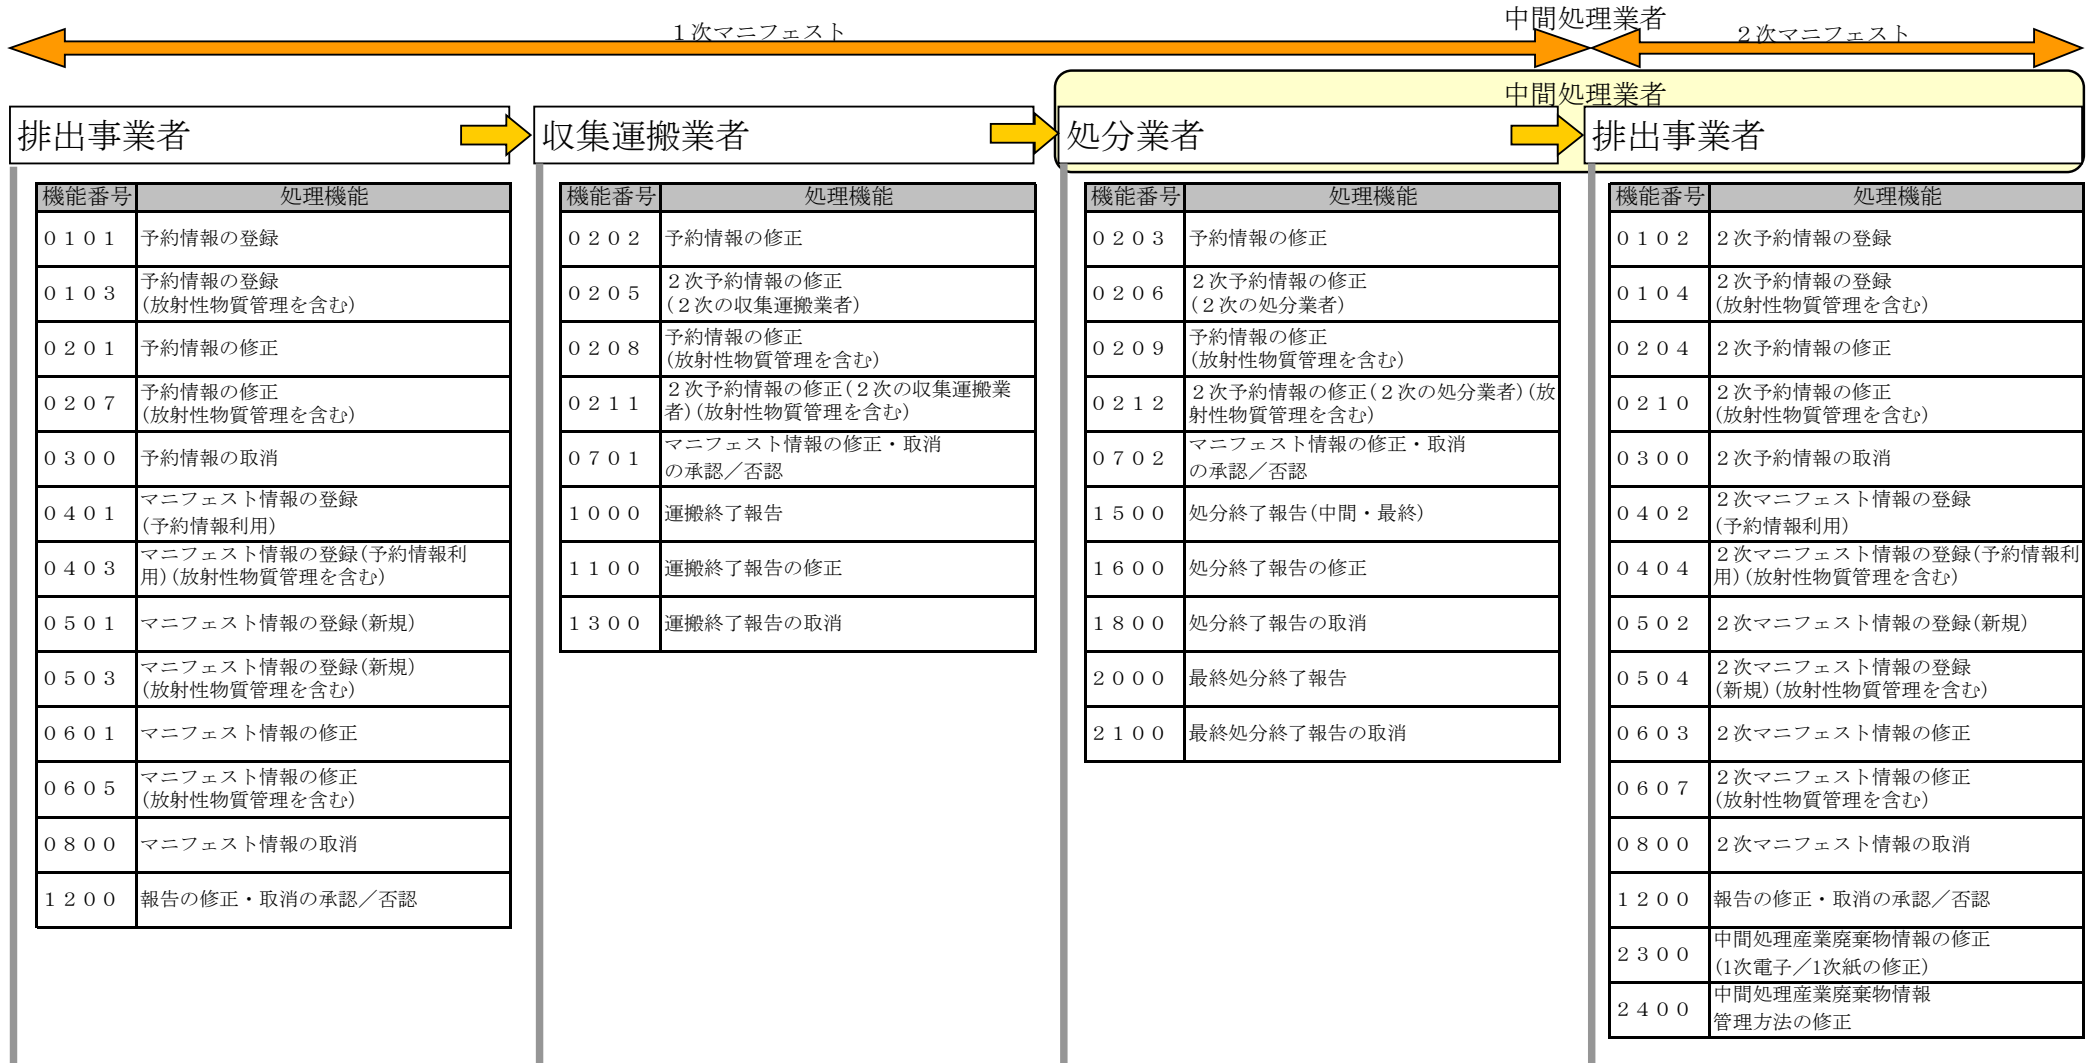 中間処理業者
１次マニフェスト
２次マニフェスト
中間処理業者
排出事業者
収集運搬業者
処分業者
排出事業者
機能番号 処理機能
０１０１ 予約情報の登録
０１０３ 予約情報の登録
(放射性物質管理を含む)
０２０１ 予約情報の修正
０２０７ 予約情報の修正
(放射性物質管理を含む)
０３００ 予約情報の取消
０４０１ マニフェスト情報の登録
(予約情報利用)
０４０３ マニフェスト情報の登録(予約情報利
用)(放射性物質管理を含む)
０５０１ マニフェスト情報の登録(新規)
０５０３ マニフェスト情報の登録(新規)
(放射性物質管理を含む)
０６０１ マニフェスト情報の修正
０６０５ マニフェスト情報の修正
(放射性物質管理を含む)
０８００ マニフェスト情報の取消
１２００ 報告の修正・取消の承認／否認
機能番号 処理機能
０２０２ 予約情報の修正
０２０５ ２次予約情報の修正
(２次の収集運搬業者)
０２０８ 予約情報の修正
(放射性物質管理を含む)
０２１１ ２次予約情報の修正(２次の収集運搬業
者)(放射性物質管理を含む)
０７０１ マニフェスト情報の修正・取消
の承認／否認
１０００ 運搬終了報告
１１００ 運搬終了報告の修正
１３００ 運搬終了報告の取消
機能番号 処理機能
０２０３ 予約情報の修正
０２０６ ２次予約情報の修正
(２次の処分業者)
０２０９ 予約情報の修正
(放射性物質管理を含む)
０２１２ ２次予約情報の修正(２次の処分業者)(放
射性物質管理を含む)
０７０２ マニフェスト情報の修正・取消
の承認／否認
１５００ 処分終了報告(中間・最終)
１６００ 処分終了報告の修正
１８００ 処分終了報告の取消
２０００ 最終処分終了報告
２１００ 最終処分終了報告の取消
機能番号 処理機能
０１０２ ２次予約情報の登録
０１０４ ２次予約情報の登録
(放射性物質管理を含む)
０２０４ ２次予約情報の修正
０２１０ ２次予約情報の修正
(放射性物質管理を含む)
０３００ ２次予約情報の取消
０４０２ ２次マニフェスト情報の登録
(予約情報利用)
０４０４ ２次マニフェスト情報の登録(予約情報利
用)(放射性物質管理を含む)
０５０２ ２次マニフェスト情報の登録(新規)
０５０４ ２次マニフェスト情報の登録
(新規)(放射性物質管理を含む)
０６０３ ２次マニフェスト情報の修正
０６０７ ２次マニフェスト情報の修正
(放射性物質管理を含む)
０８００ ２次マニフェスト情報の取消
１２００ 報告の修正・取消の承認／否認
２３００ 中間処理産業廃棄物情報の修正
(1次電子／1次紙の修正)
２４００ 中間処理産業廃棄物情報
管理方法の修正